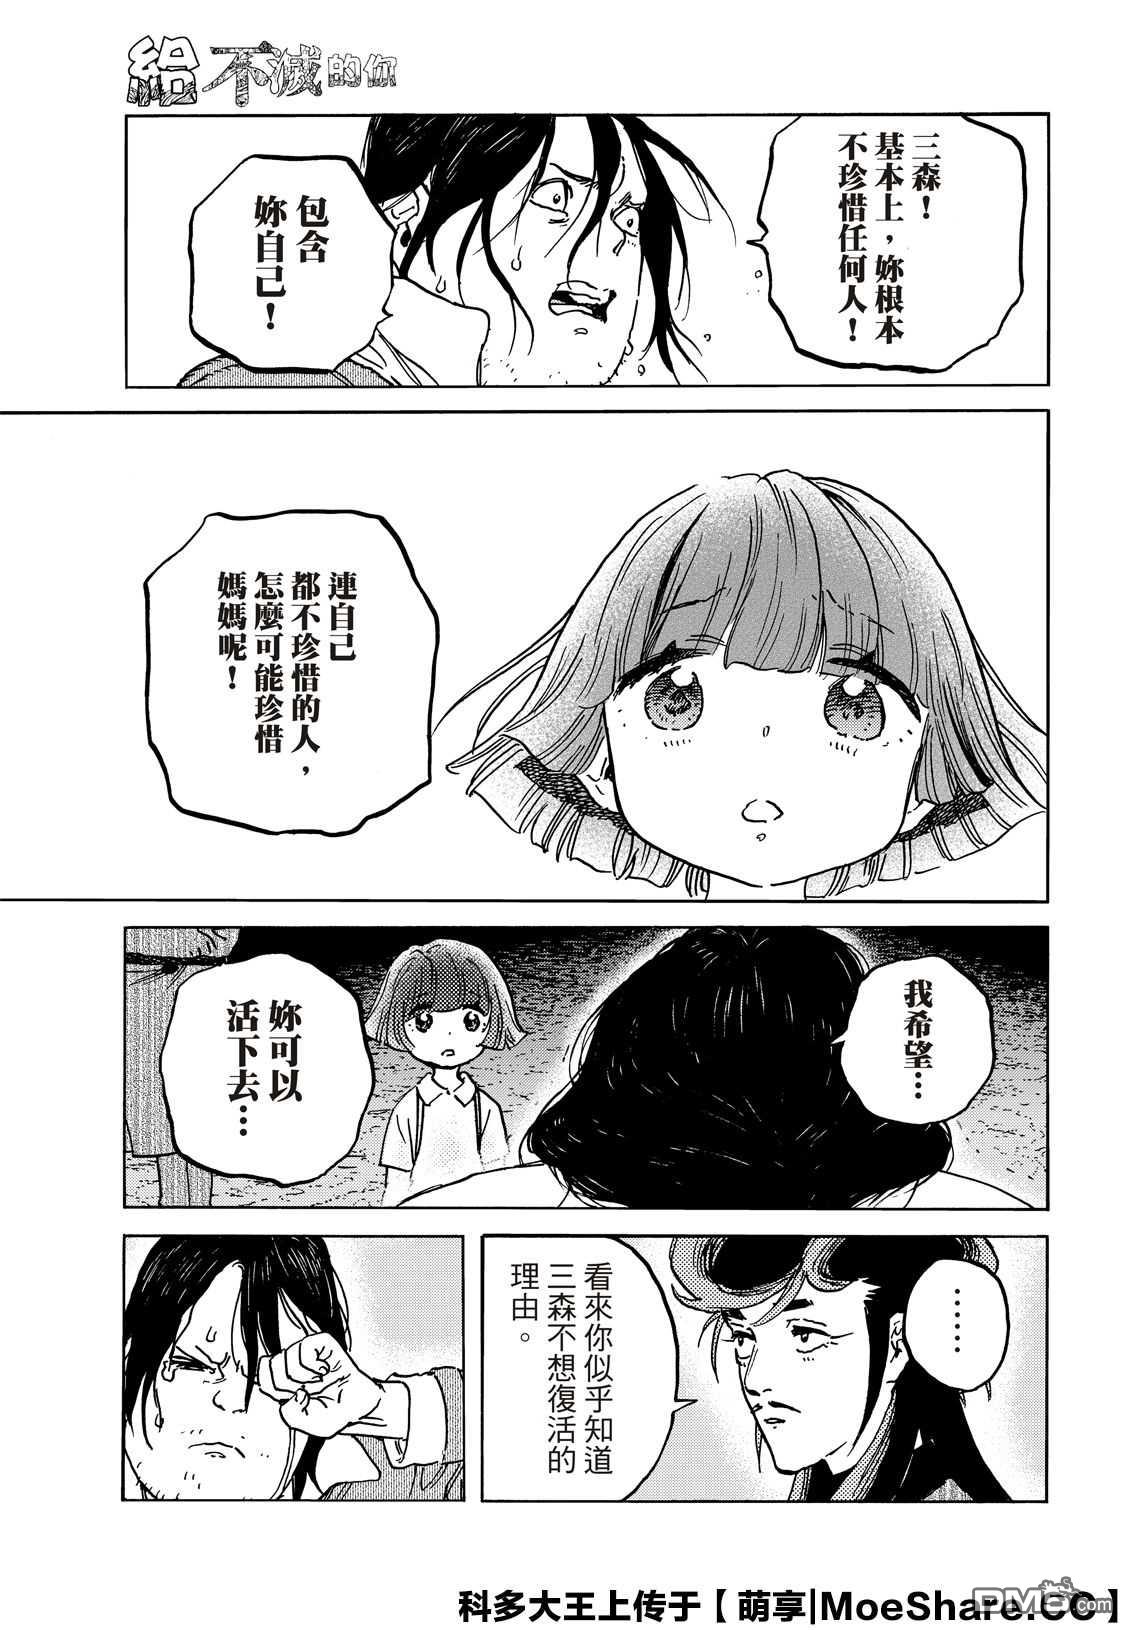 給不滅的你
三森！
基本上，妳根本
不珍惜任何人！
包含
妳自己！
連自己
都不珍惜的人，
怎麼可能珍惜
媽媽呢！
我希望…
妳可以
活下去…
……
看來你似乎知道
三森不想復活的
理由。
科多大王上传于【萌享|MoeShare.CC】
DM5.com